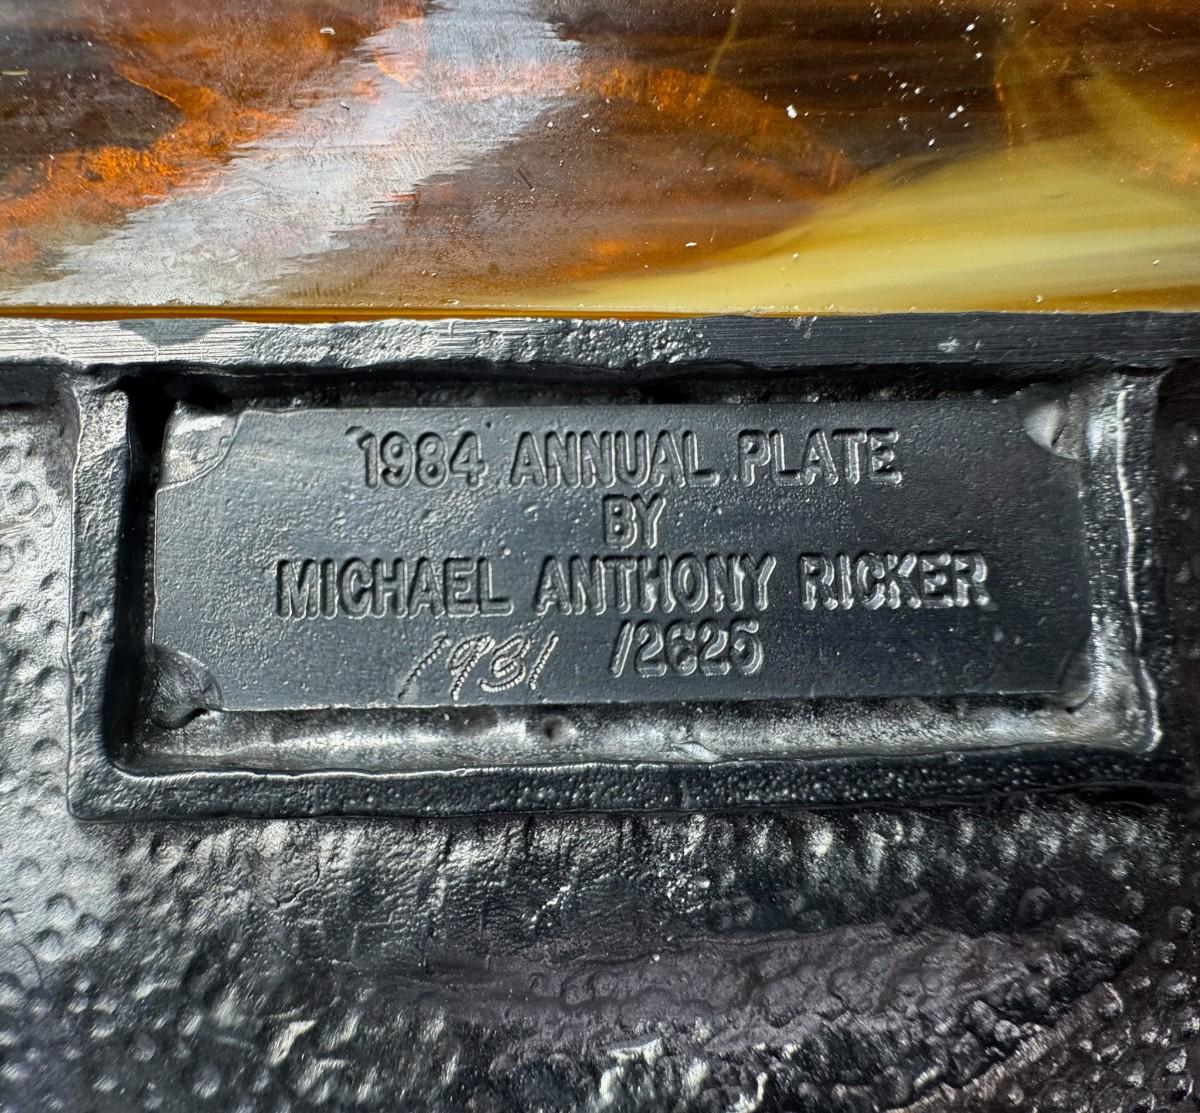 1984 ANNUAL PLATE
BY
MICHAEL ANTHONY RICKER
1931 /2625